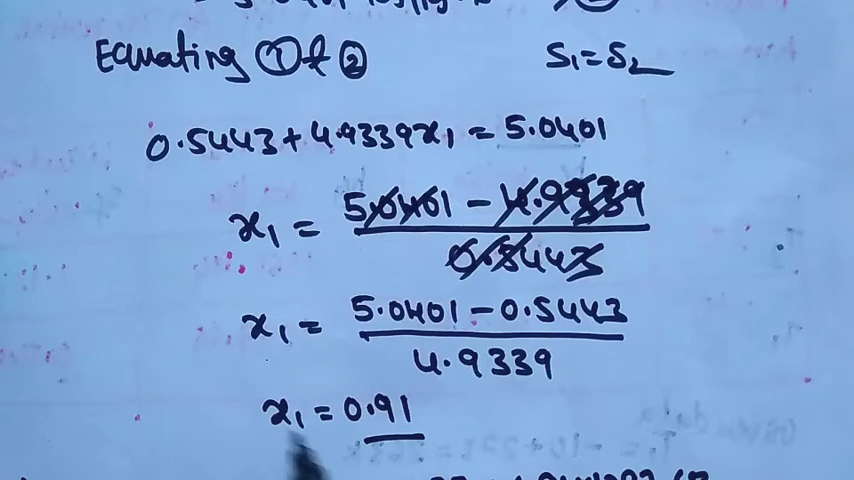 Equating ① & ② S₁=S₂
0.5443+4.9339x₁ = 5.0401
x₁ = 5.0401 - 4.9339 / 0.5443
x₁ = 5.0401 - 0.5443 / 4.9339
x₁ = 0.91